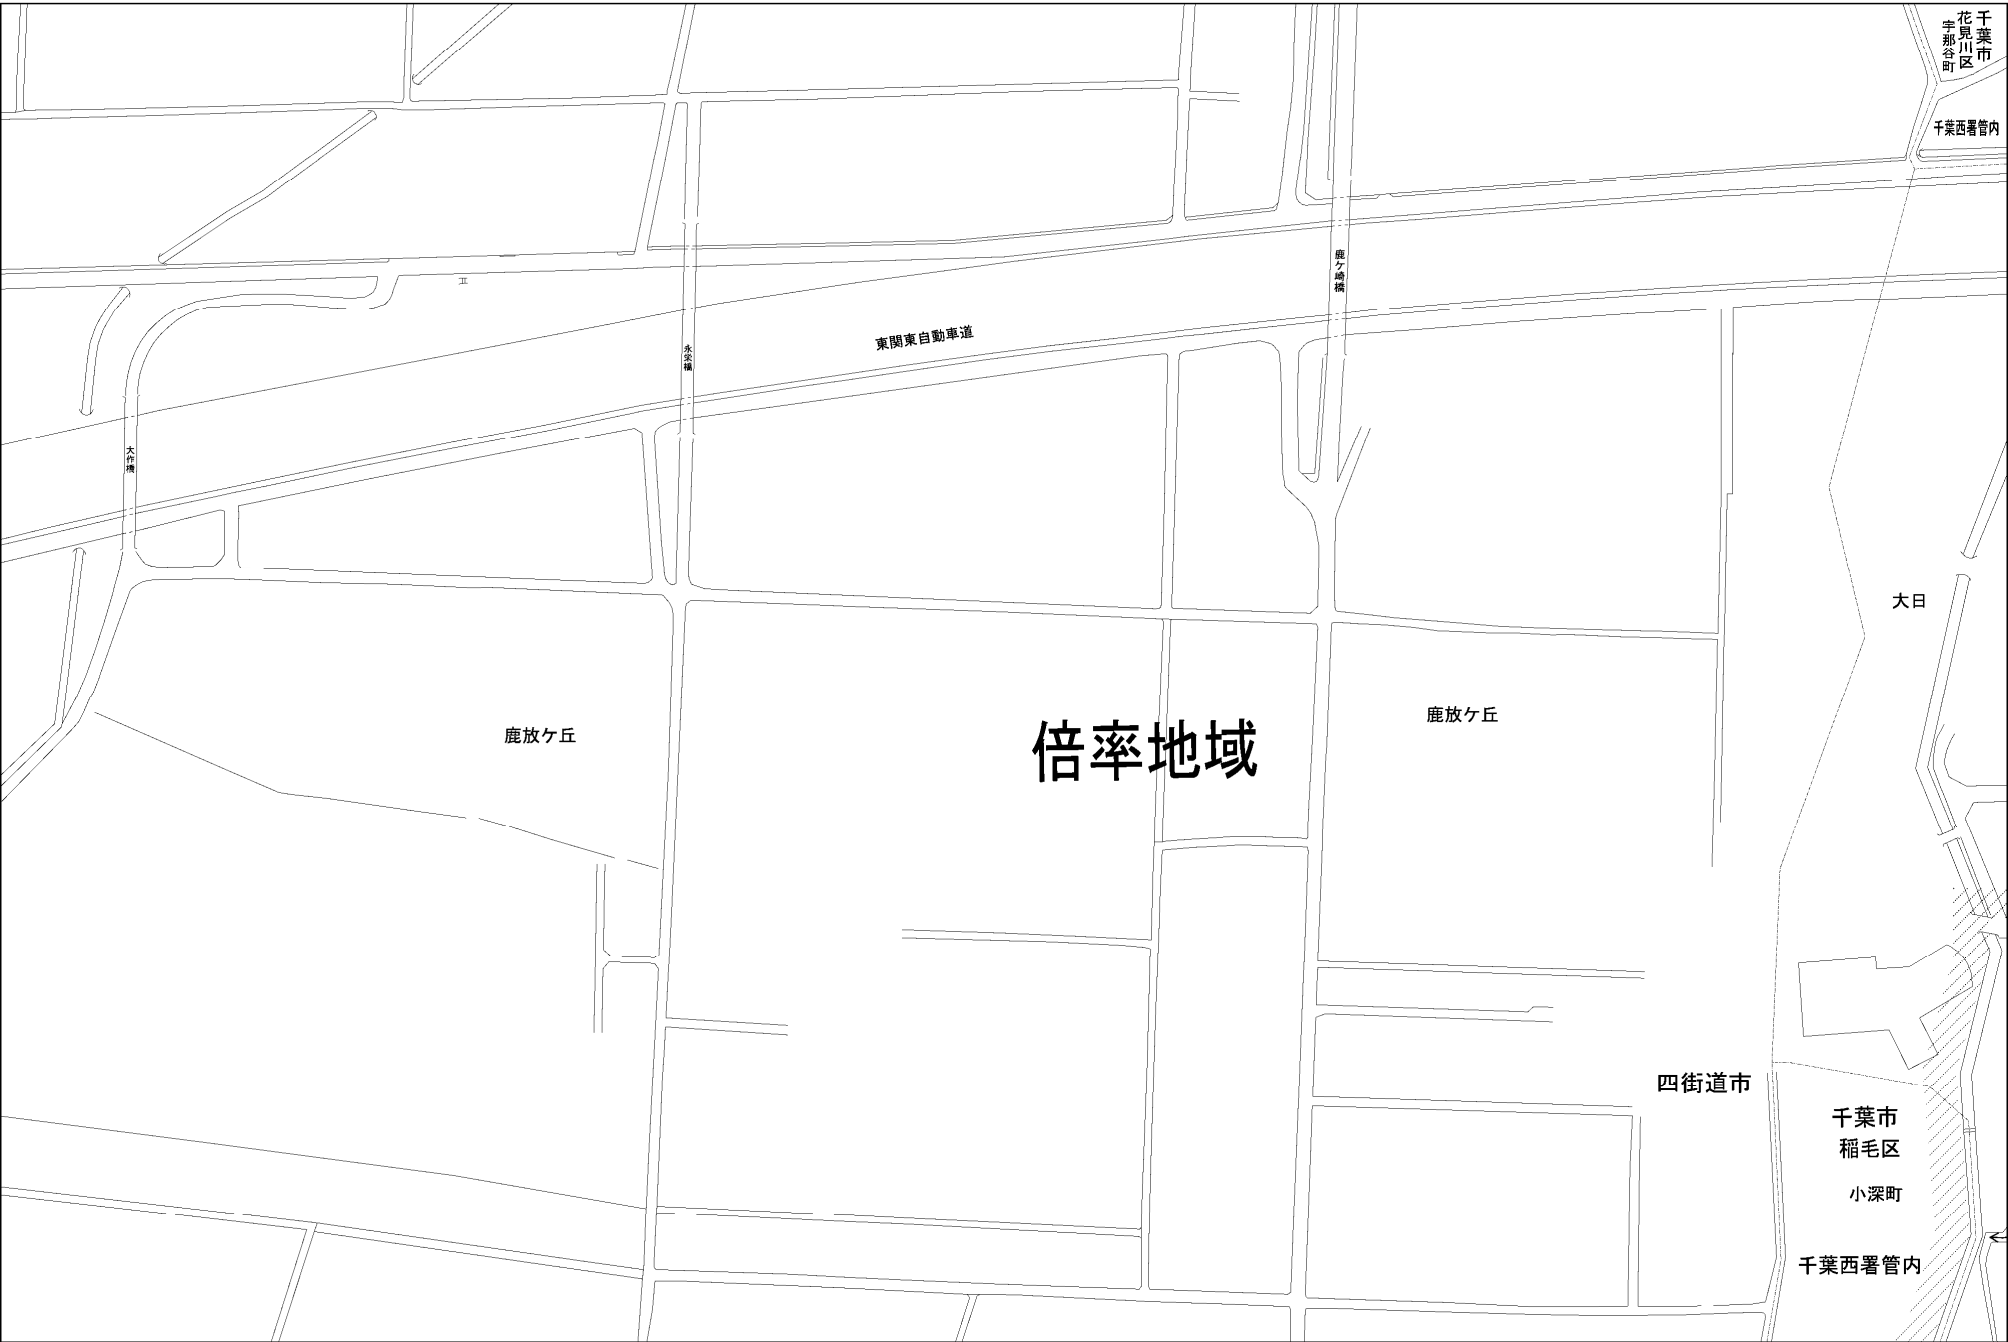 千葉市
花見川区
宇那谷町
千葉西署管内
鹿ケ崎橋
東関東自動車道
永栄橋
大作橋
大日
鹿放ケ丘
倍率地域
鹿放ケ丘
四街道市
千葉市
稲毛区
小深町
千葉西署管内